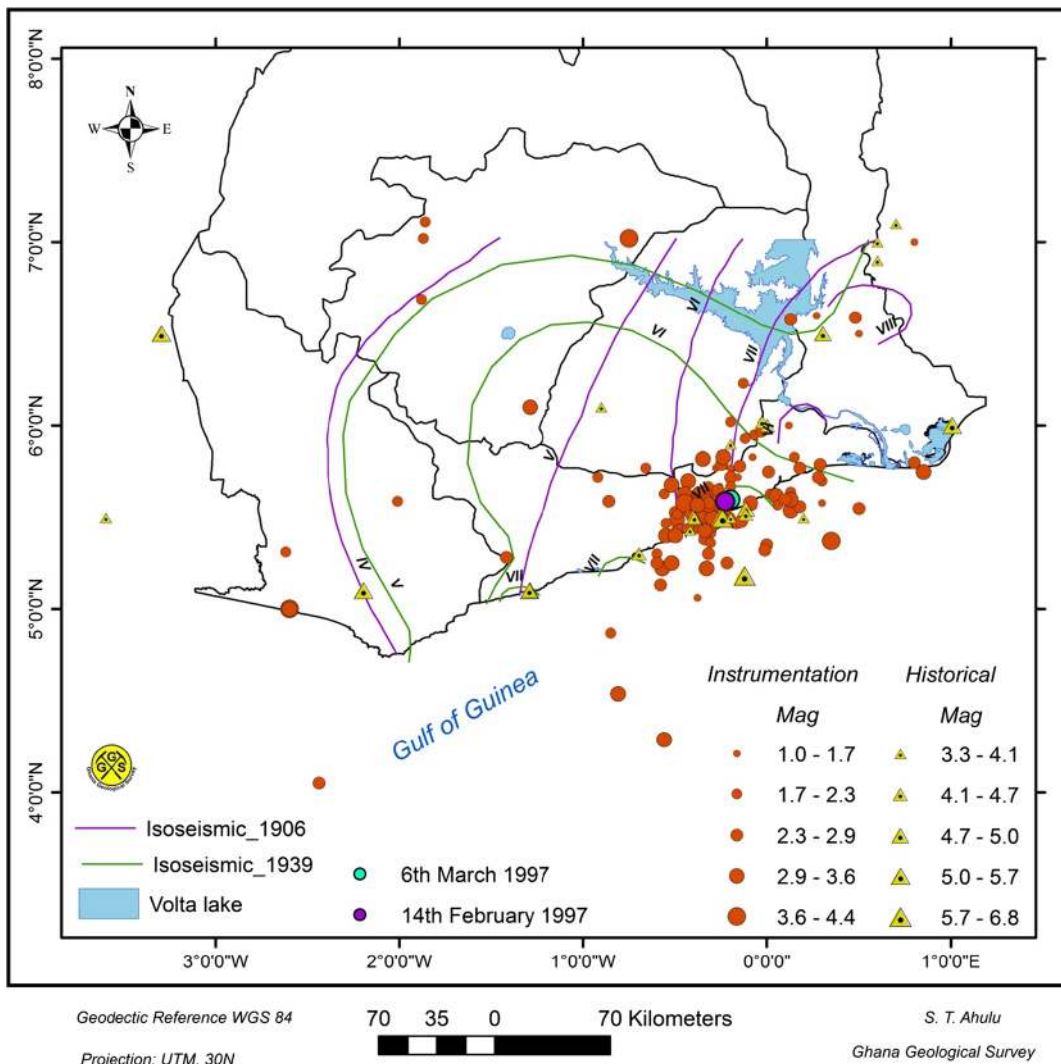 8°0'0"N
7°0'0"N
6°0'0"N
5°0'0"N
4°0'0"N
N
W E
S
VI
VI
VII
VIII
V
VI
VII
IV
V
VII
VII
Gulf of Guinea
G
G S
Ghana Geological Survey
Isoseismic_1906
Isoseismic_1939
Volta lake
6th March 1997
14th February 1997
Instrumentation Historical
Mag Mag
1.0 - 1.7 3.3 - 4.1
1.7 - 2.3 4.1 - 4.7
2.3 - 2.9 4.7 - 5.0
2.9 - 3.6 5.0 - 5.7
3.6 - 4.4 5.7 - 6.8
3°0'0"W 2°0'0"W 1°0'0"W 0°0'0" 1°0'0"E
Geodectic Reference WGS 84 70 35 0 70 Kilometers S. T. Ahulu
Projection: UTM, 30N Ghana Geological Survey